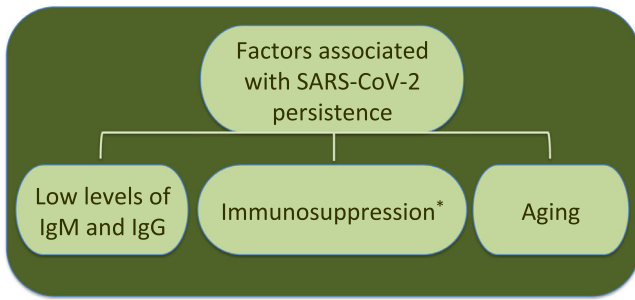 Factors associated
with SARS-CoV-2
persistence
Low levels of
IgM and IgG
Immunosuppression*
Aging